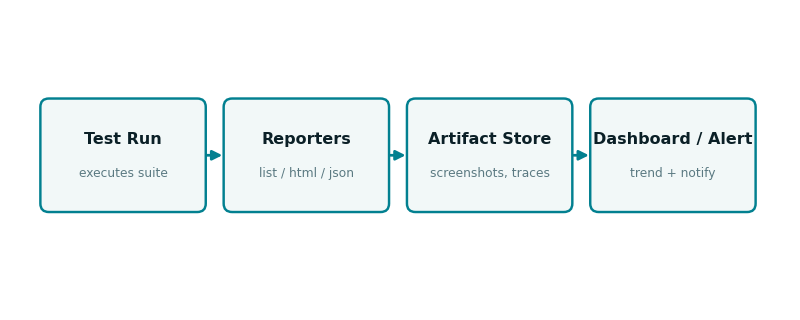 Test Run
executes suite
Reporters
list / html / json
Artifact Store
screenshots, traces
Dashboard / Alert
trend + notify